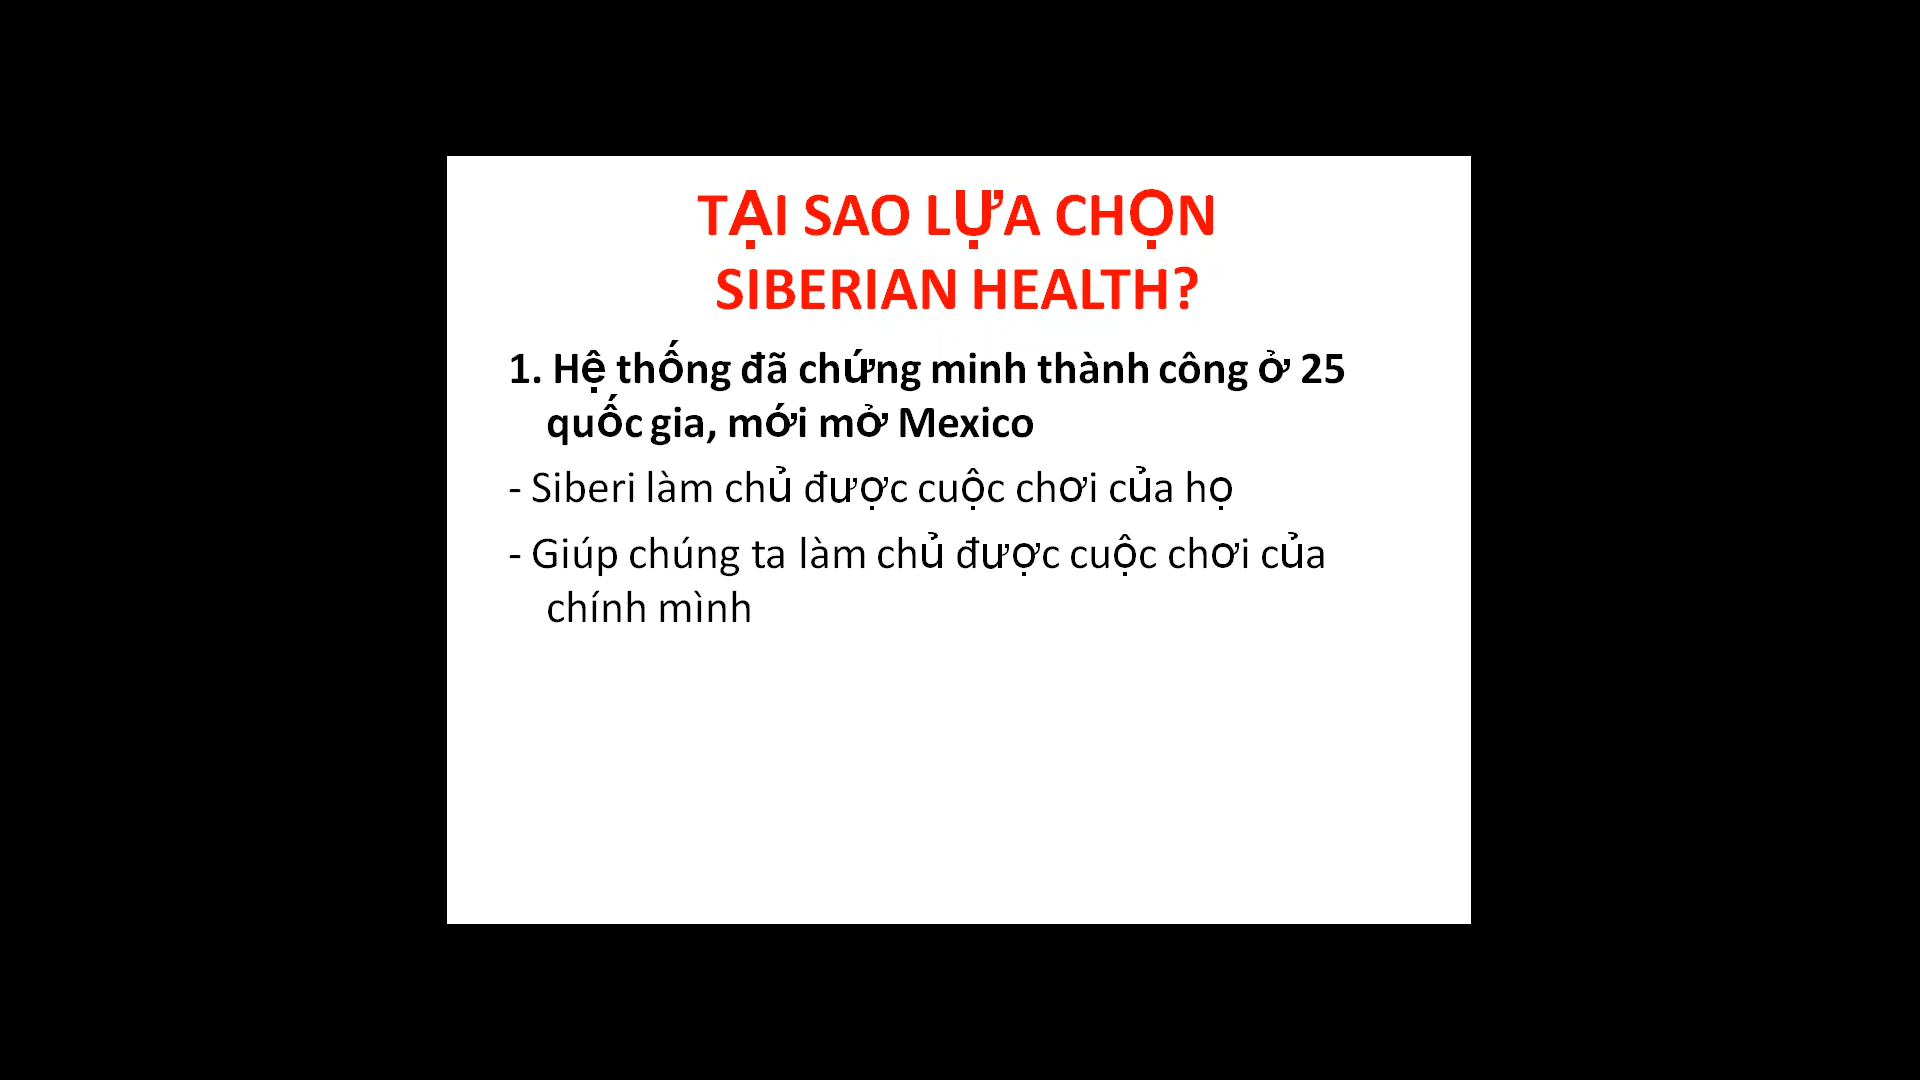 TẠI SAO LỰA CHỌN
SIBERIAN HEALTH?
1. Hệ thống đã chứng minh thành công ở 25
quốc gia, mới mở Mexico
- Siberi làm chủ được cuộc chơi của họ
- Giúp chúng ta làm chủ được cuộc chơi của
chính mình